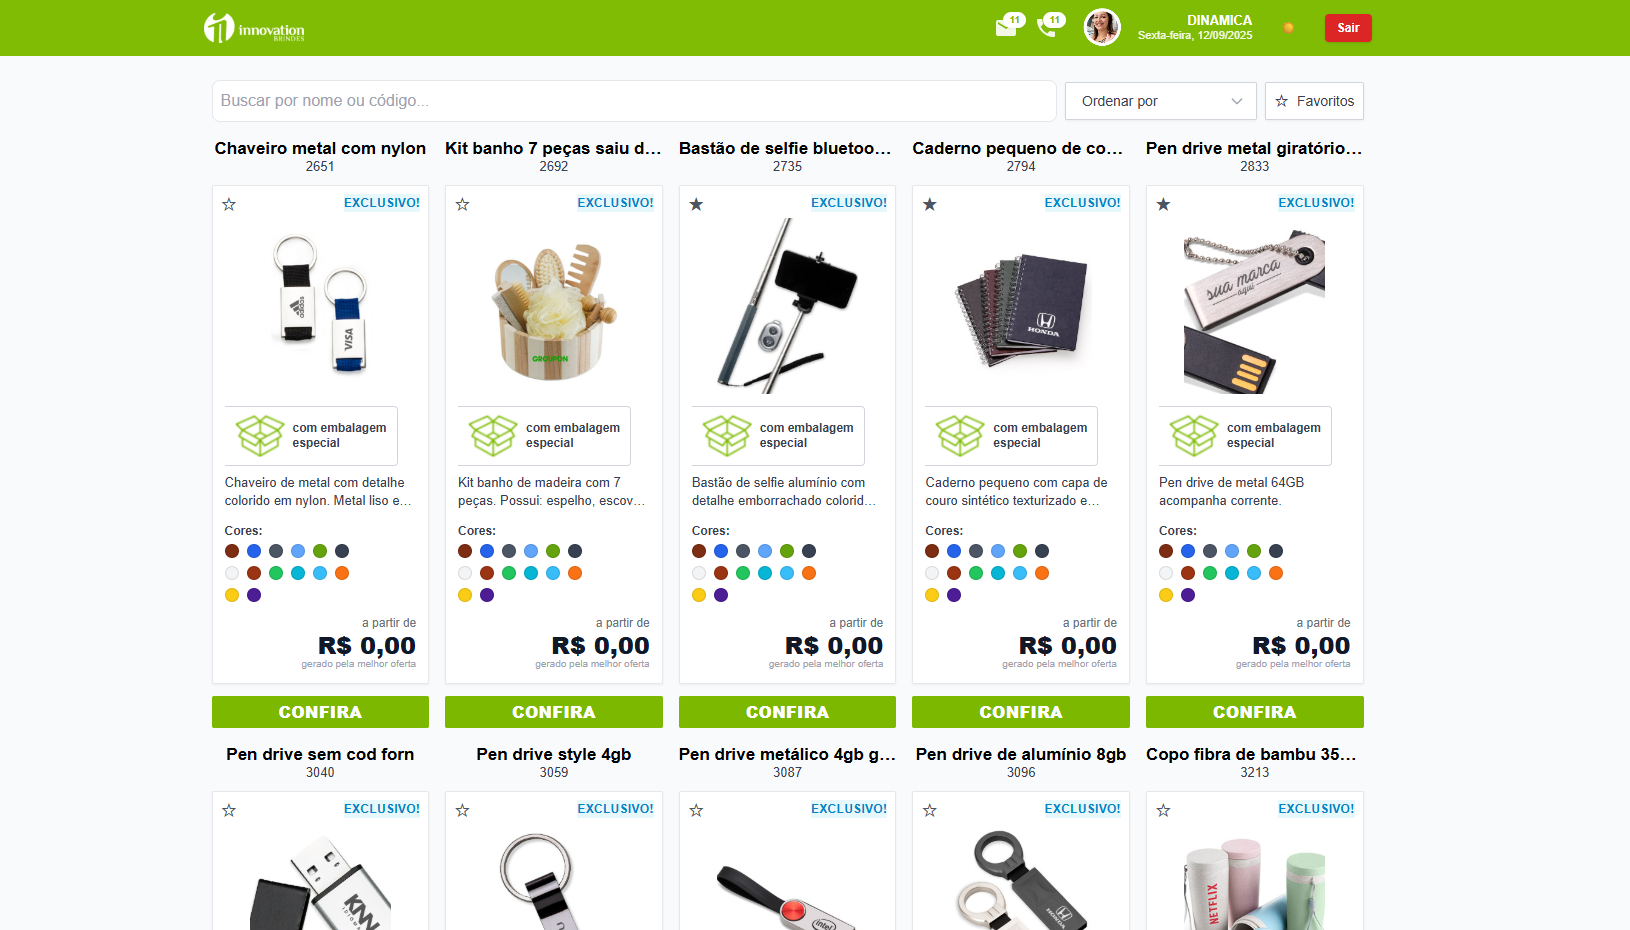 innovation
BRINDES
11
11
DINAMICA
Sexta-feira, 12/09/2025
Sair
Buscar por nome ou código...
Ordenar por
Favoritos
Chaveiro metal com nylon
2651
Kit banho 7 peças saiu d...
2692
Bastão de selfie bluetoo...
2735
Caderno pequeno de co...
2794
Pen drive metal giratório...
2833
EXCLUSIVO!
EXCLUSIVO!
EXCLUSIVO!
EXCLUSIVO!
EXCLUSIVO!
adidas
VISA
GROUPON
HONDA
sua marca
aqui
com embalagem
especial
com embalagem
especial
com embalagem
especial
com embalagem
especial
com embalagem
especial
Chaveiro de metal com detalhe
colorido em nylon. Metal liso e...
Kit banho de madeira com 7
peças. Possui: espelho, escov...
Bastão de selfie alumínio com
detalhe emborrachado colorid...
Caderno pequeno com capa de
couro sintético texturizado e...
Pen drive de metal 64GB
acompanha corrente.
Cores:
Cores:
Cores:
Cores:
Cores:
a partir de
R$ 0,00
gerado pela melhor oferta
a partir de
R$ 0,00
gerado pela melhor oferta
a partir de
R$ 0,00
gerado pela melhor oferta
a partir de
R$ 0,00
gerado pela melhor oferta
a partir de
R$ 0,00
gerado pela melhor oferta
CONFIRA
CONFIRA
CONFIRA
CONFIRA
CONFIRA
Pen drive sem cod forn
3040
Pen drive style 4gb
3059
Pen drive metálico 4gb g...
3087
Pen drive de alumínio 8gb
3096
Copo fibra de bambu 35...
3213
EXCLUSIVO!
EXCLUSIVO!
EXCLUSIVO!
EXCLUSIVO!
EXCLUSIVO!
KNN
intel
HONDA
NETFLIX